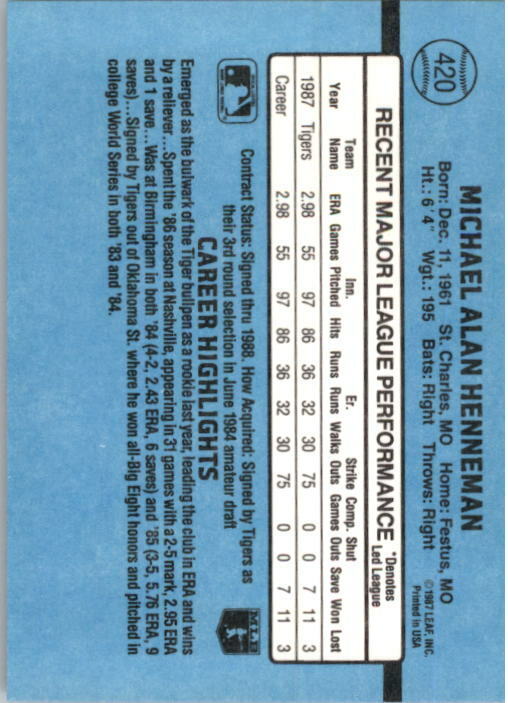 420
MICHAEL ALAN HENNEMAN
Born: Dec. 11, 1961 St. Charles, MO Home: Festus, MO
Ht.: 6' 4" Wgt.: 195 Bats: Right Throws: Right
©1987 LEAF, INC.
Printed in USA
RECENT MAJOR LEAGUE PERFORMANCE
*Denotes
Led League
Team Inn. Er. Strike Comp. Shut
Year Name ERA Games Pitched Hits Runs Runs Walks Outs Games Outs Save Won Lost
1987 Tigers 2.98 55 97 86 36 32 30 75 0 0 7 11 3
Career 2.98 55 97 86 36 32 30 75 0 0 7 11 3
Contract Status: Signed thru 1988. How Acquired: Signed by Tigers as
their 3rd round selection in June 1984 amateur draft
MLB
CAREER HIGHLIGHTS
Emerged as the bulwark of the Tiger bullpen as a rookie last year, leading the club in ERA and wins
by a reliever...Spent the '86 season at Nashville, appearing in 31 games with a 2-5 mark, 2.95 ERA
and 1 save...Was at Birmingham in both '84 (4-2, 2.43 ERA, 6 saves) and '85 (3-5, 5.76 ERA, 9
saves)...Signed by Tigers out of Oklahoma St. where he won all-Big Eight honors and pitched in
college World Series in both '83 and '84.